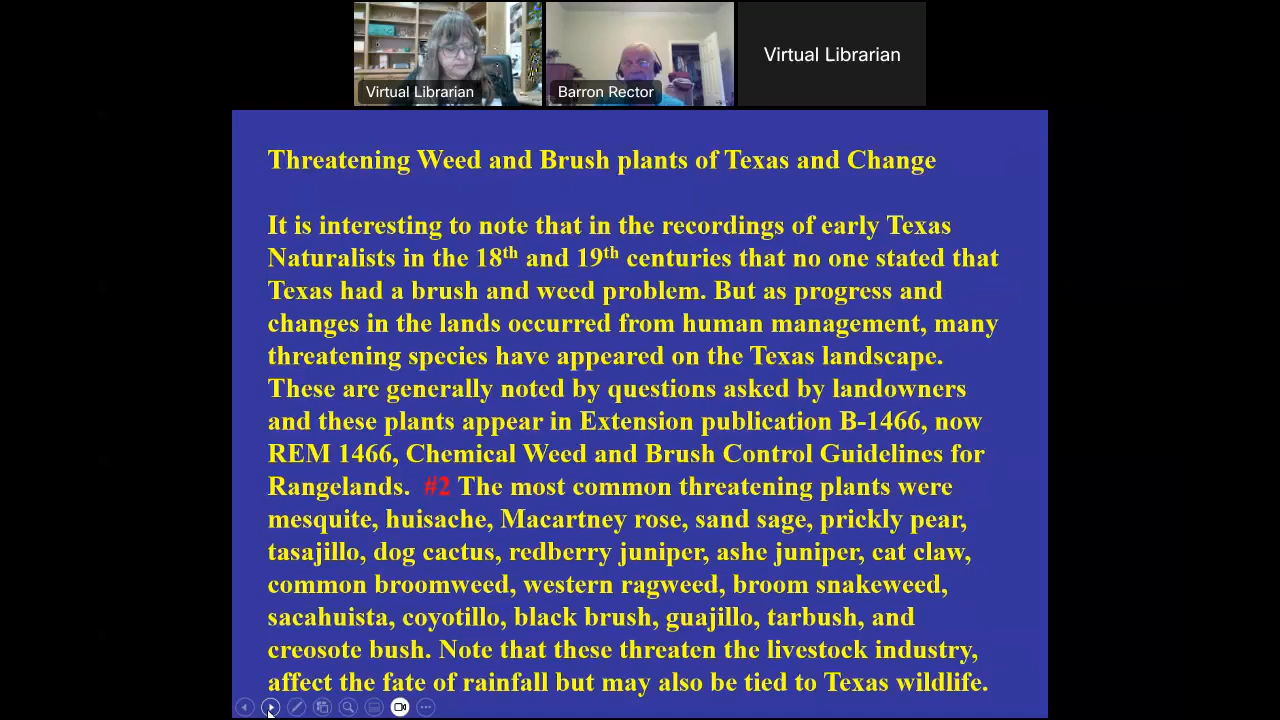 Virtual Librarian
Barron Rector
Virtual Librarian
Threatening Weed and Brush plants of Texas and Change
It is interesting to note that in the recordings of early Texas
Naturalists in the 18th and 19th centuries that no one stated that
Texas had a brush and weed problem. But as progress and
changes in the lands occurred from human management, many
threatening species have appeared on the Texas landscape.
These are generally noted by questions asked by landowners
and these plants appear in Extension publication B-1466, now
REM 1466, Chemical Weed and Brush Control Guidelines for
Rangelands. #2 The most common threatening plants were
mesquite, huisache, Macartney rose, sand sage, prickly pear,
tasajillo, dog cactus, redberry juniper, ashe juniper, cat claw,
common broomweed, western ragweed, broom snakeweed,
sacahuista, coyotillo, black brush, guajillo, tarbush, and
creosote bush. Note that these threaten the livestock industry,
affect the fate of rainfall but may also be tied to Texas wildlife.